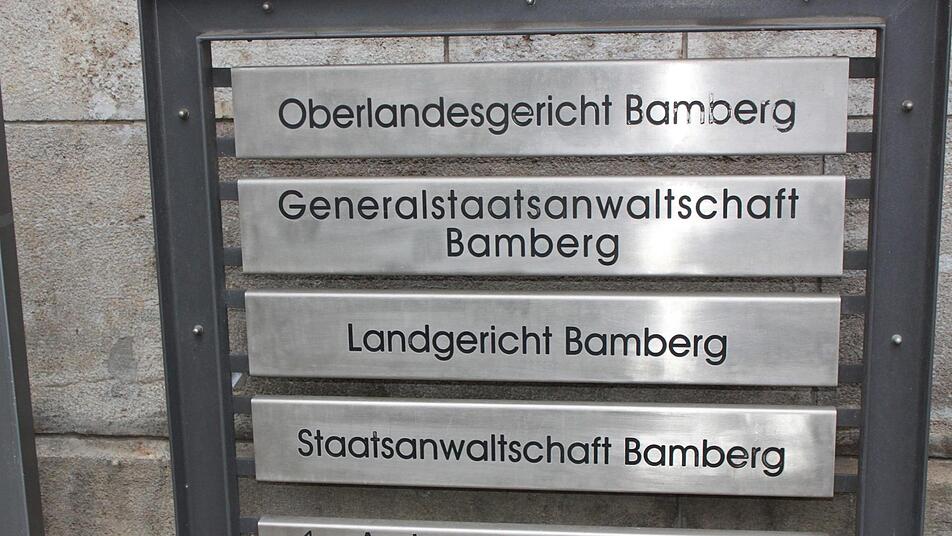 Oberlandesgericht Bamberg
Generalstaatsanwaltschaft
Bamberg
Landgericht Bamberg
Staatsanwaltschaft Bamberg